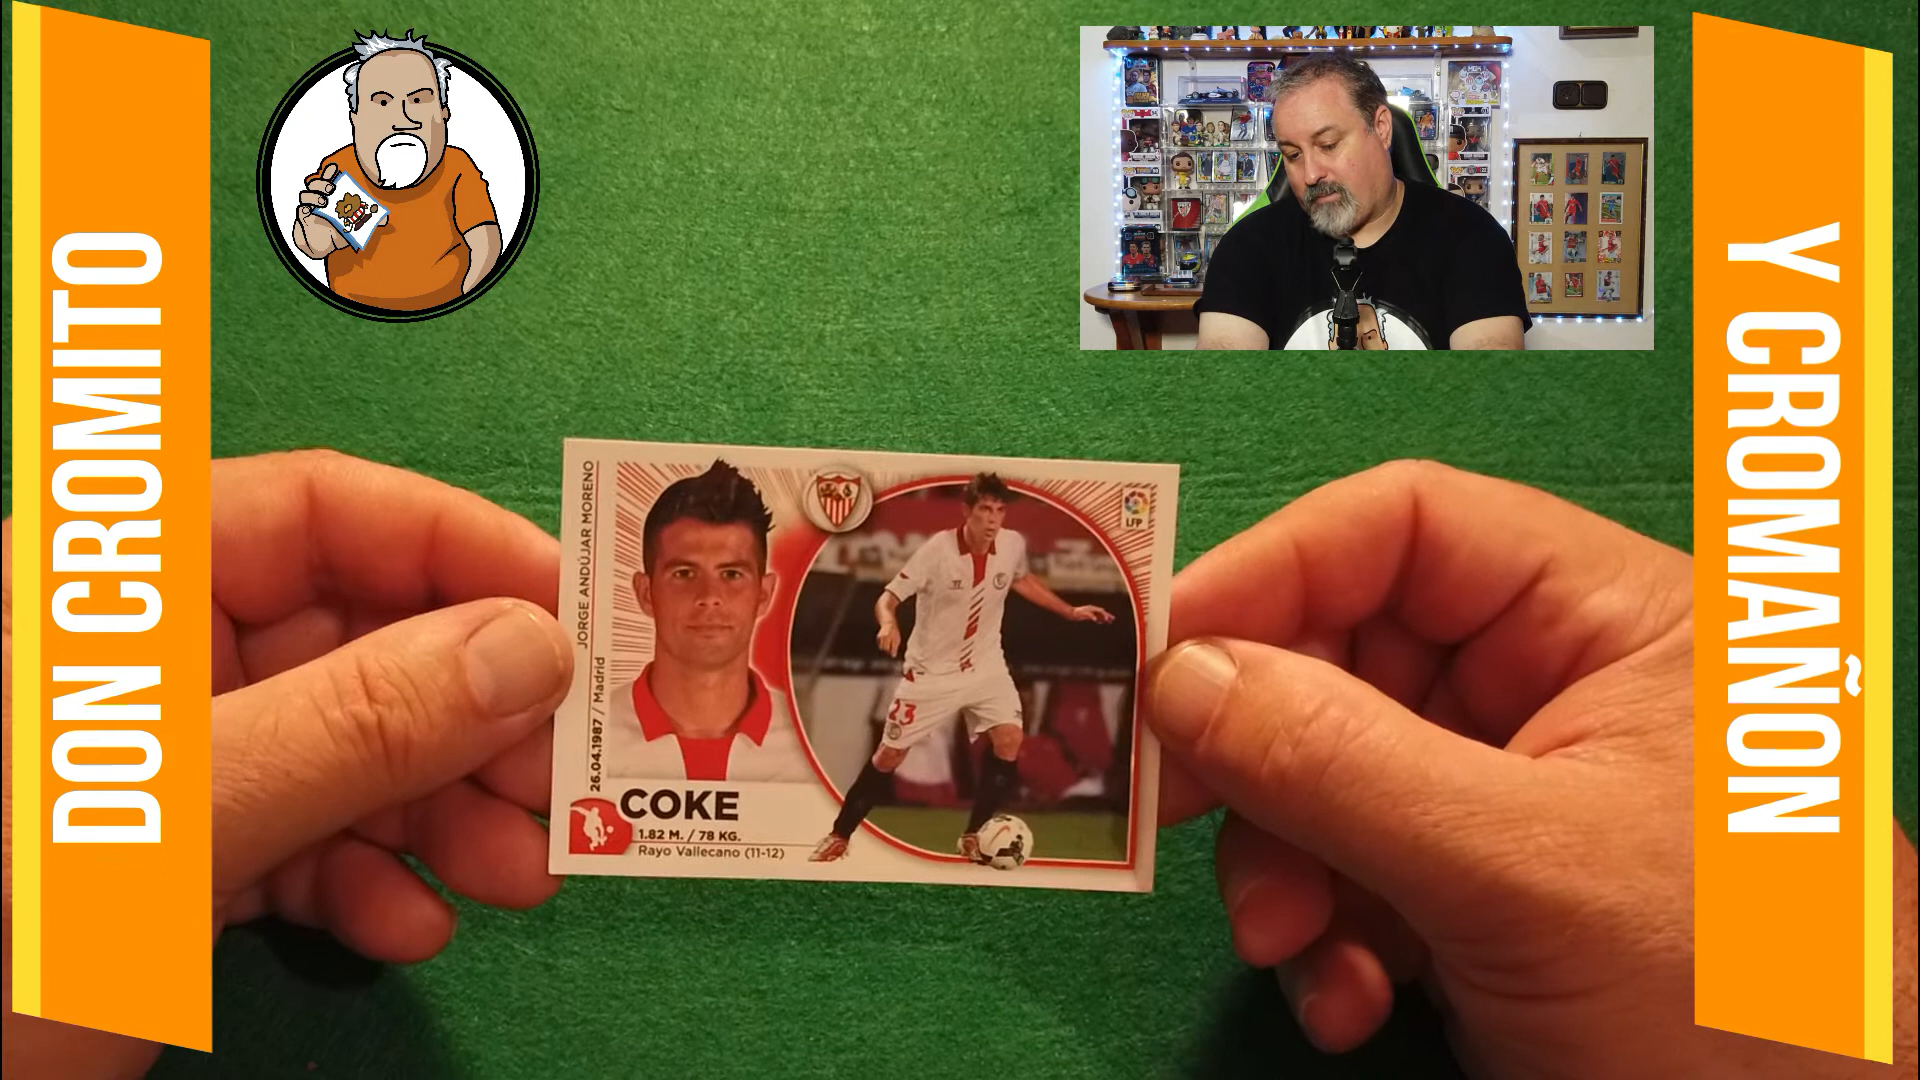 DON CROMITO
Y CROMAÑON
JORGE ANDÚJAR MORENO
26.04.1987 / Madrid
LFP
23
COKE
1.82 M. / 78 KG.
Rayo Vallecano (11-12)